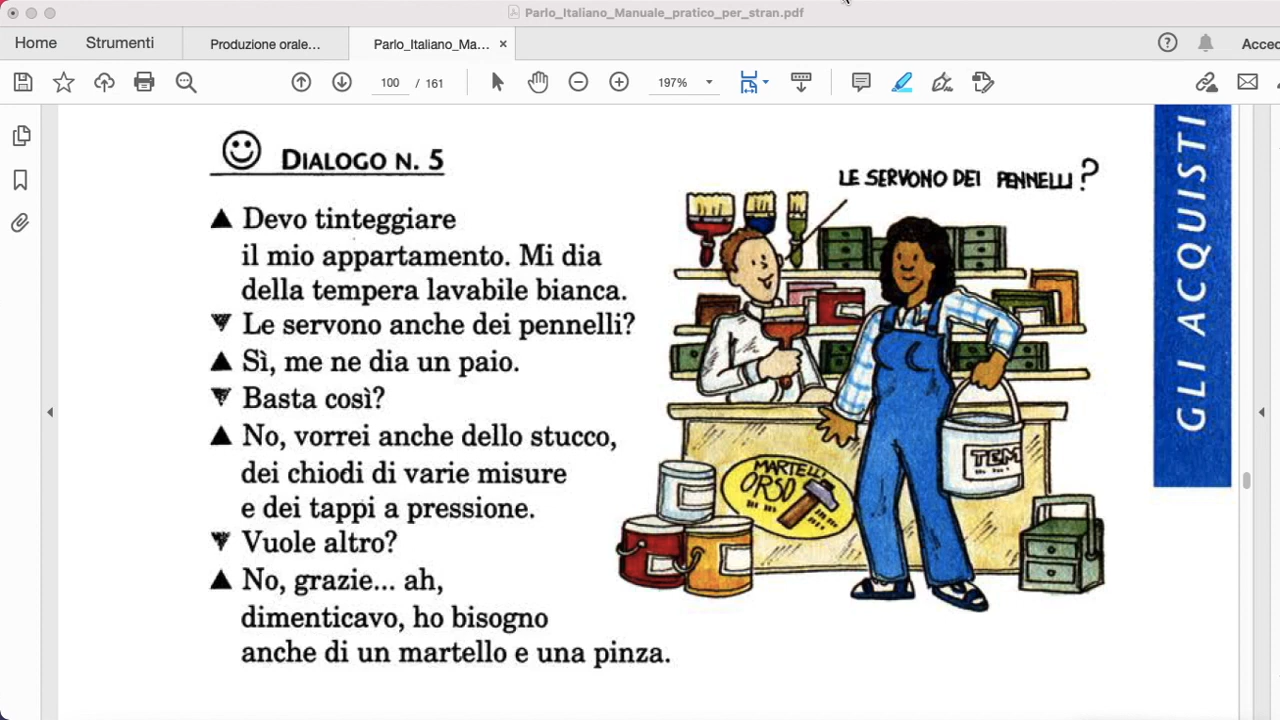 Parlo_Italiano_Manuale_pratico_per_stran.pdf
Home Strumenti Produzione orale... Parlo_Italiano_Ma... × ?
100 / 161 197%
DIALOGO N. 5
▲ Devo tinteggiare
il mio appartamento. Mi dia
della tempera lavabile bianca.
▼ Le servono anche dei pennelli?
▲ Sì, me ne dia un paio.
▼ Basta così?
▲ No, vorrei anche dello stucco,
dei chiodi di varie misure
e dei tappi a pressione.
▼ Vuole altro?
▲ No, grazie... ah,
dimenticavo, ho bisogno
anche di un martello e una pinza.
LE SERVONO DEI PENNELLI?
MARTELLI
ORSO
TEM
GLI ACQUISTI